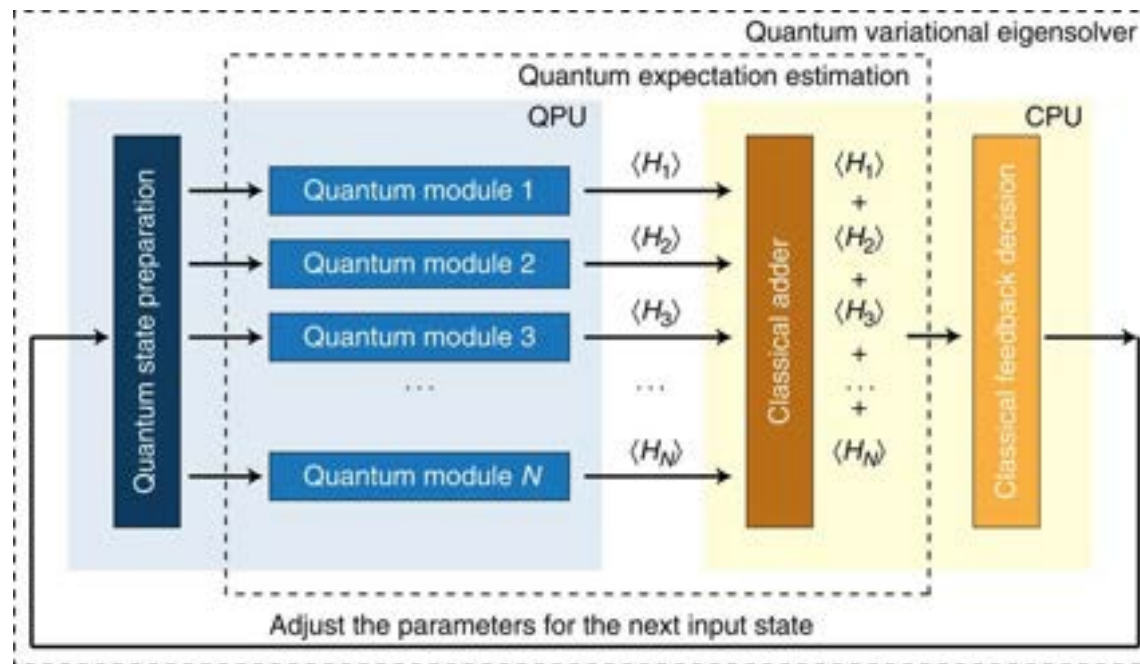 Quantum variational eigensolver
Quantum expectation estimation
QPU
CPU
Quantum state preparation
Quantum module 1
Quantum module 2
Quantum module 3
...
Quantum module N
⟨H₁⟩
⟨H₂⟩
⟨H₃⟩
...
⟨H_N⟩
Classical adder
⟨H₁⟩
+
⟨H₂⟩
+
⟨H₃⟩
+
...
+
⟨H_N⟩
Classical feedback decision
Adjust the parameters for the next input state